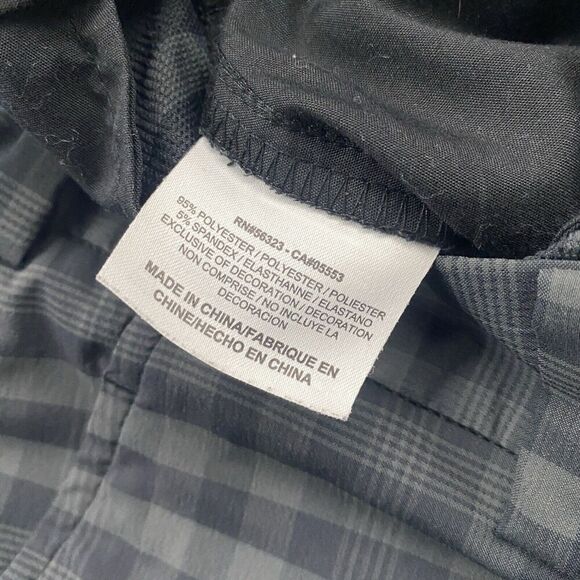 RN#56323 - CA#05553
95% POLYESTER / POLYESTER / POLIESTER
5% SPANDEX / ELASTHANNE / ELASTANO
EXCLUSIVE OF DECORATION / DECORATION
NON COMPRISE / NO INCLUYE LA
DECORACION
MADE IN CHINA/FABRIQUE EN
CHINE/HECHO EN CHINA